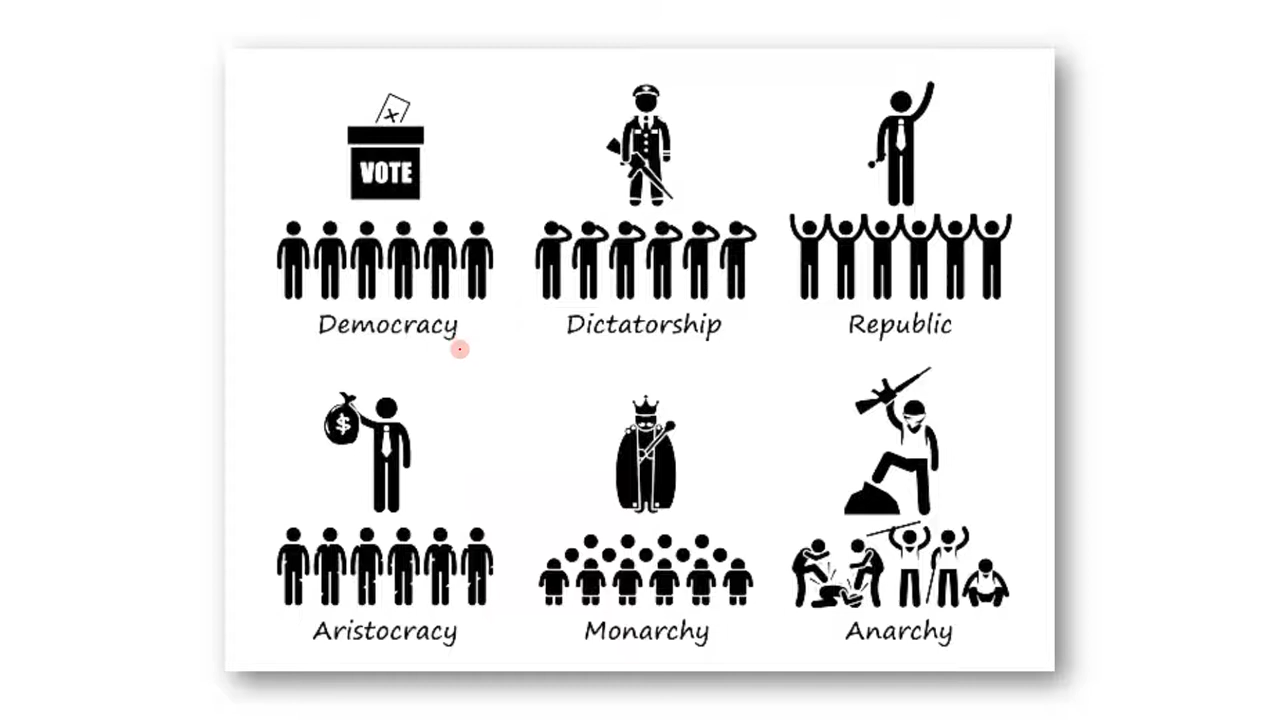 VOTE
Democracy
Dictatorship
Republic
$
Aristocracy
Monarchy
Anarchy